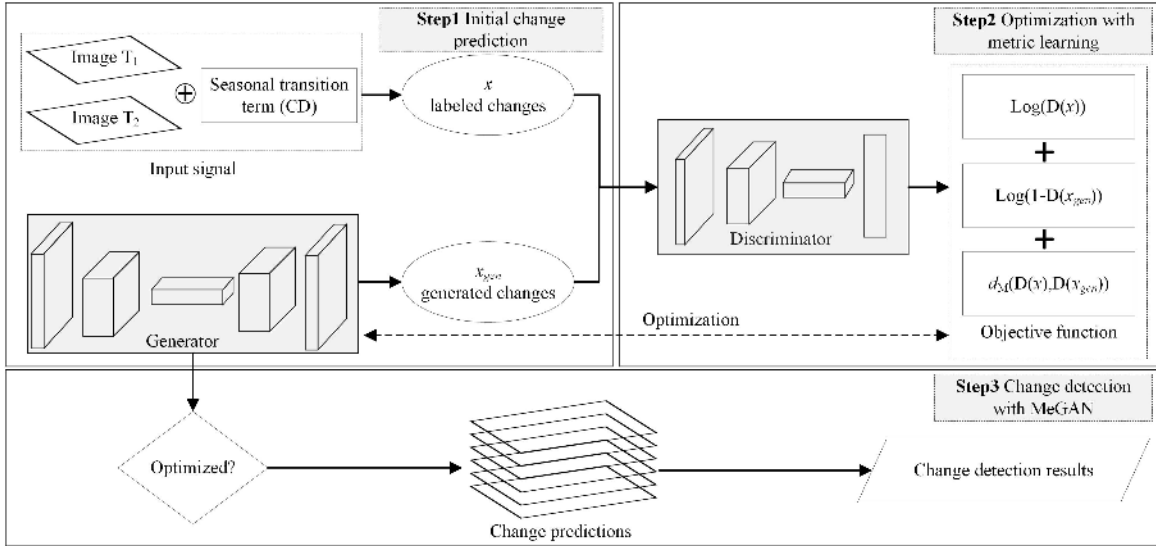 Step1 Initial change
prediction
Image T1
Image T2
⊕
Seasonal transition
term (CD)
Input signal
x
labeled changes
Generator
xgen
generated changes
Step2 Optimization with
metric learning
Discriminator
Log(D(x))
+
Log(1-D(xgen))
+
dM(D(x),D(xgen))
Objective function
Optimization
Step3 Change detection
with MeGAN
Optimized?
Change predictions
Change detection results